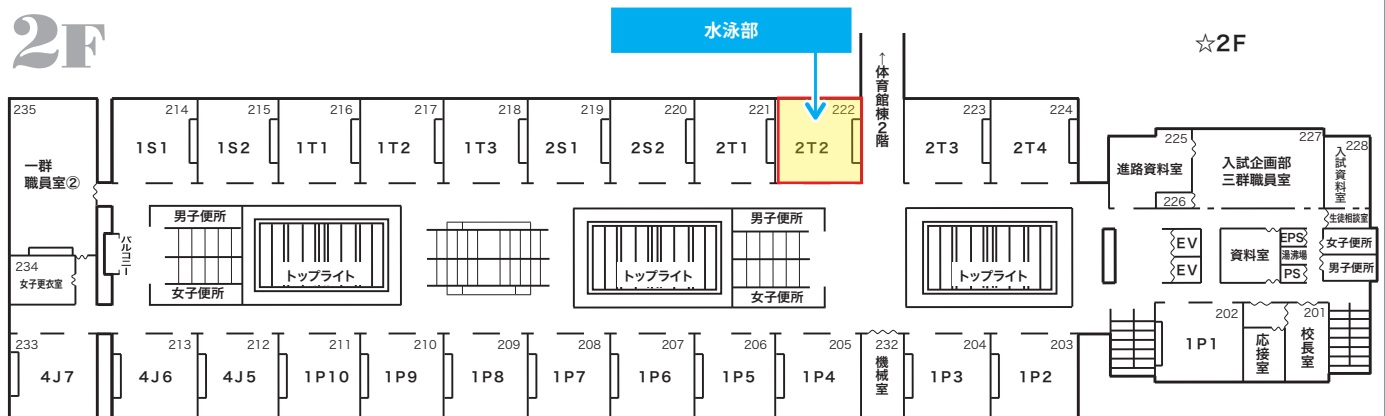 2F
水泳部
☆2F
↑体育館棟2階
235
一群
職員室②
214
1S1
215
1S2
216
1T1
217
1T2
218
1T3
219
2S1
220
2S2
221
2T1
222
2T2
223
2T3
224
2T4
225
進路資料室
226
227
入試企画部
三群職員室
228
入試資料室
生徒相談室
バルコニー
男子便所
女子便所
トップライト
トップライト
男子便所
女子便所
トップライト
EV
EV
資料室
EPS
湯沸場
PS
女子便所
男子便所
234
女子更衣室
233
4J7
213
4J6
212
4J5
211
1P10
210
1P9
209
1P8
208
1P7
207
1P6
206
1P5
205
1P4
232
機械室
204
1P3
203
1P2
202
1P1
応接室
201
校長室